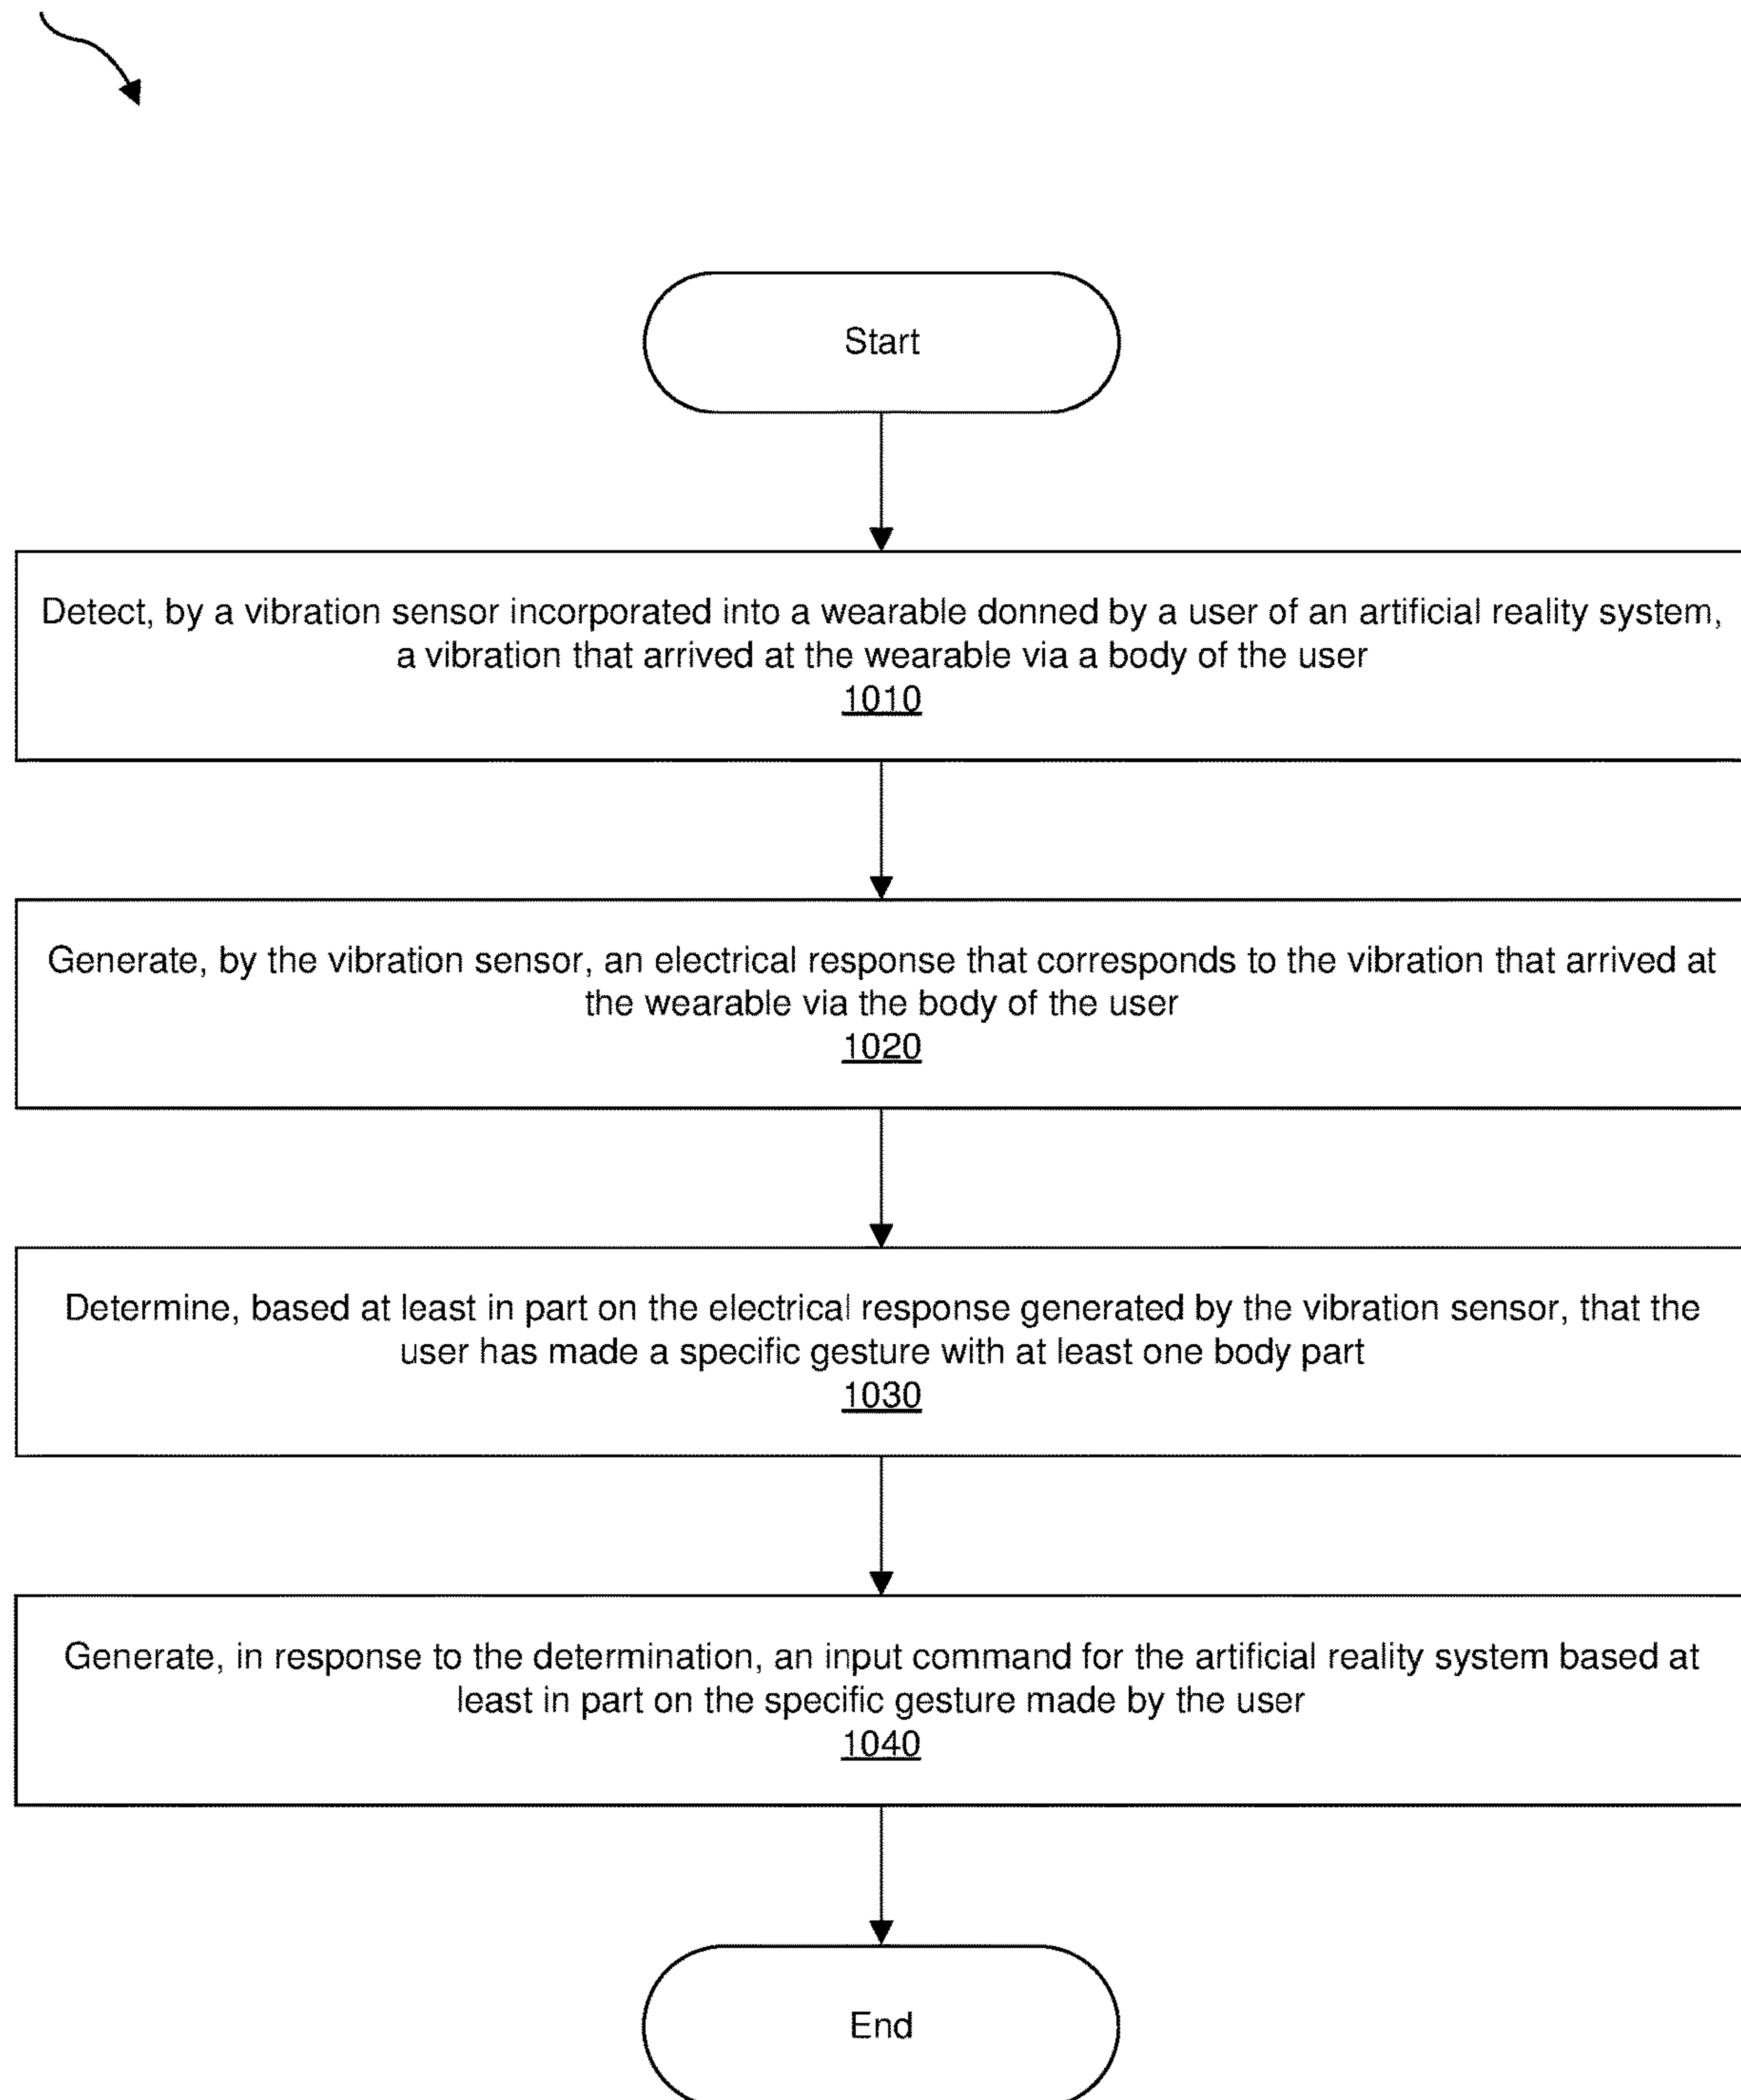 Start
Detect, by a vibration sensor incorporated into a wearable donned by a user of an artificial reality system,
a vibration that arrived at the wearable via a body of the user
1010
Generate, by the vibration sensor, an electrical response that corresponds to the vibration that arrived at
the wearable via the body of the user
1020
Determine, based at least in part on the electrical response generated by the vibration sensor, that the
user has made a specific gesture with at least one body part
1030
Generate, in response to the determination, an input command for the artificial reality system based at
least in part on the specific gesture made by the user
1040
End